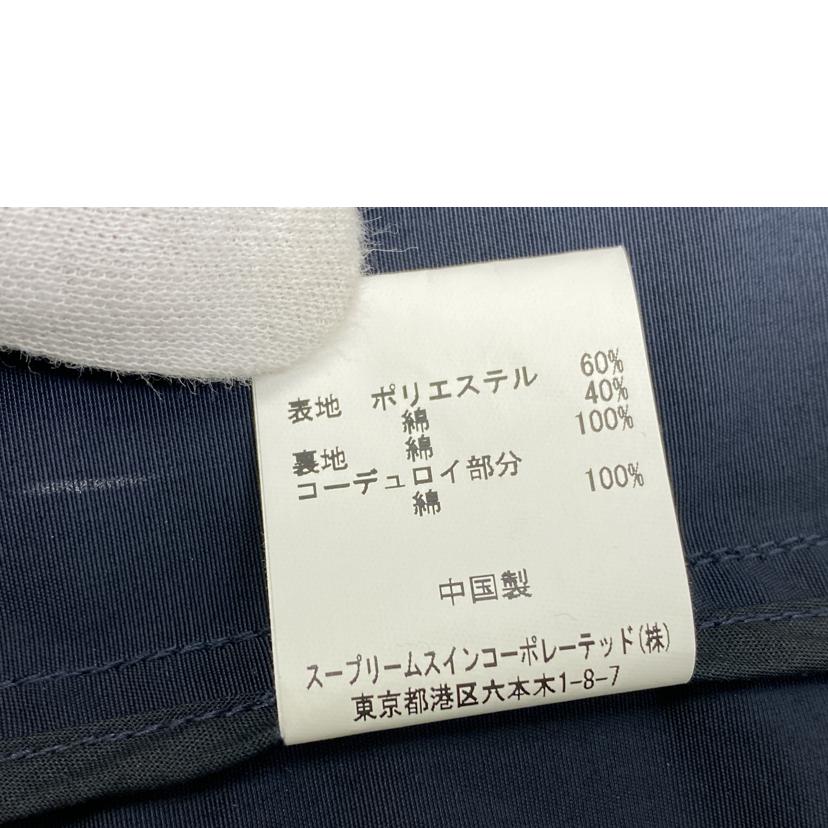 表地 ポリエステル 60%
綿 40%
裏地 綿 100%
コーデュロイ部分
綿 100%
中国製
スープリームスインコーポレーテッド(株)
東京都港区六本木1-8-7